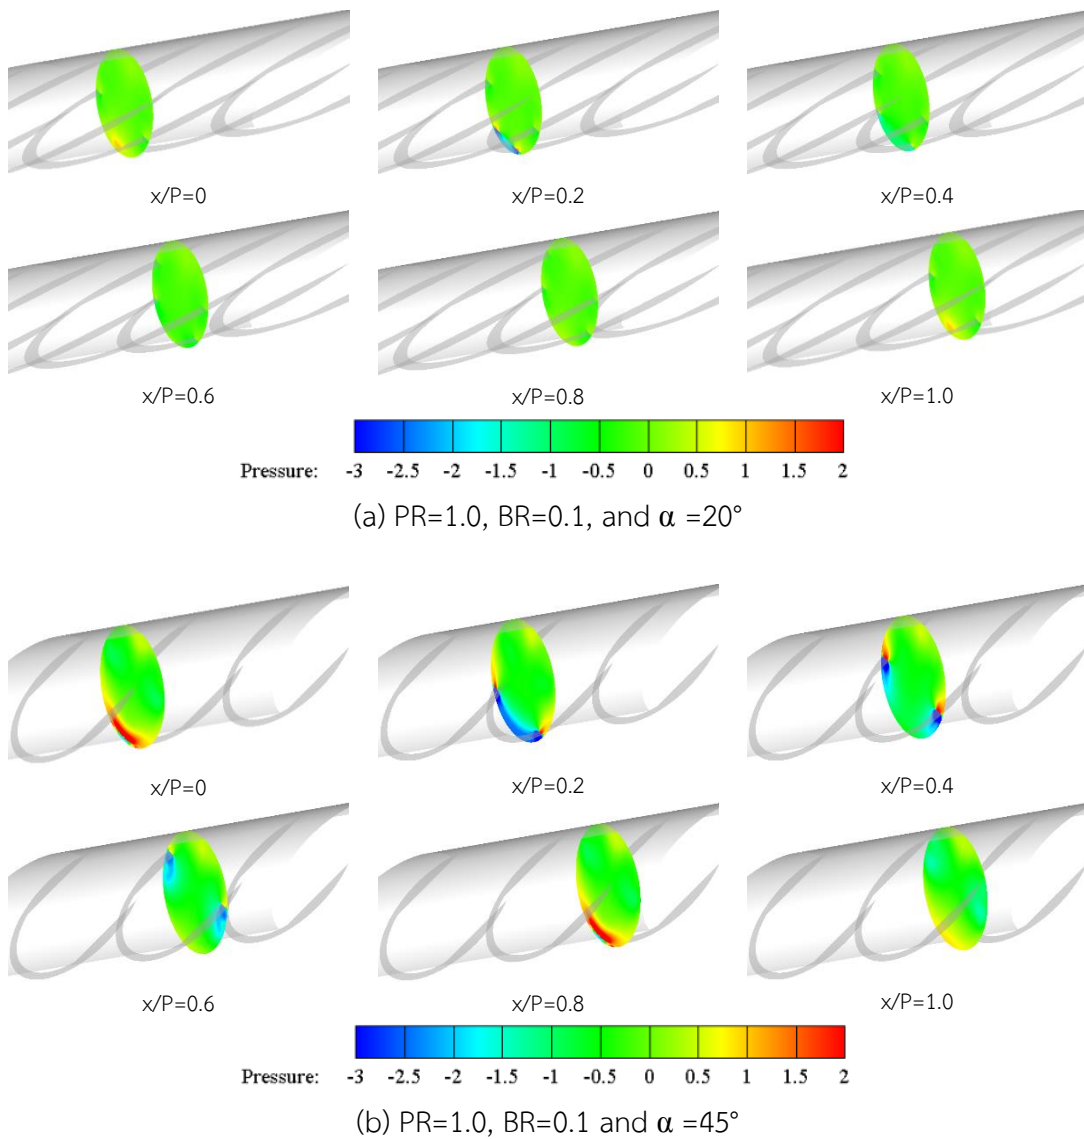 x/P=0 x/P=0.2 x/P=0.4
x/P=0.6 x/P=0.8 x/P=1.0
Pressure: -3 -2.5 -2 -1.5 -1 -0.5 0 0.5 1 1.5 2
(a) PR=1.0, BR=0.1, and α =20°
x/P=0 x/P=0.2 x/P=0.4
x/P=0.6 x/P=0.8 x/P=1.0
Pressure: -3 -2.5 -2 -1.5 -1 -0.5 0 0.5 1 1.5 2
(b) PR=1.0, BR=0.1 and α =45°